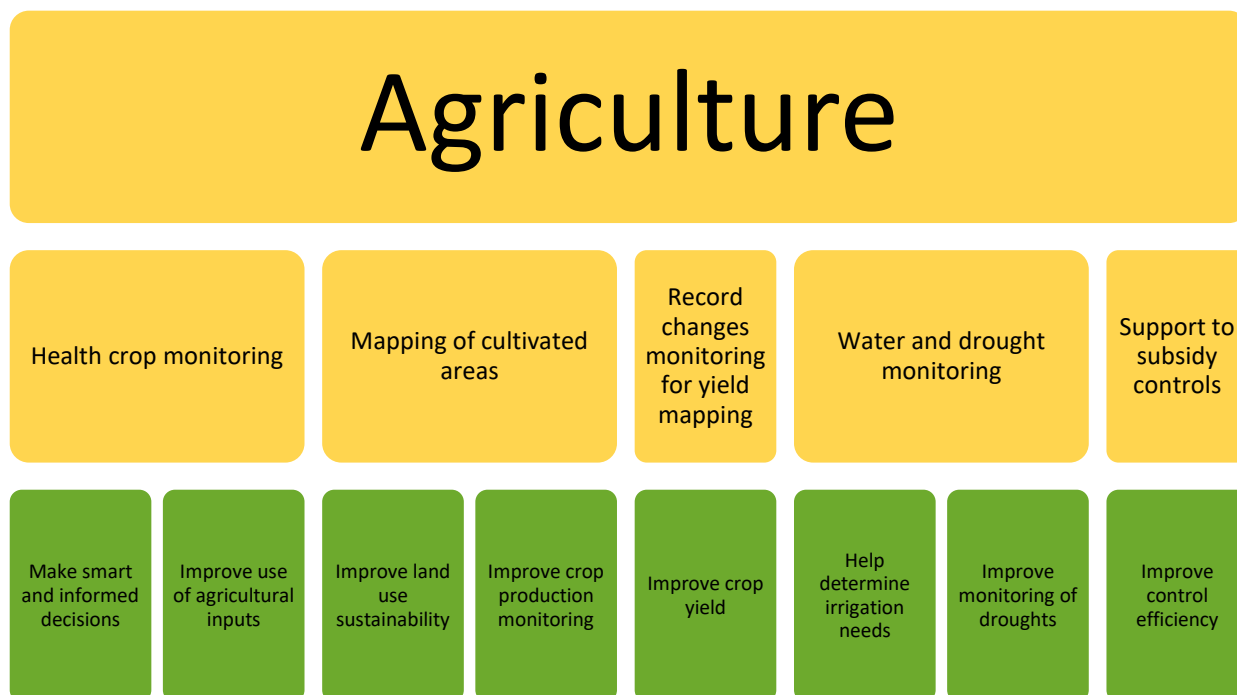 Agriculture
Health crop monitoring
Mapping of cultivated
areas
Record
changes
monitoring
for yield
mapping
Water and drought
monitoring
Support to
subsidy
controls
Make smart
and informed
decisions
Improve use
of agricultural
inputs
Improve land
use
sustainability
Improve crop
production
monitoring
Improve crop
yield
Help
determine
irrigation
needs
Improve
monitoring of
droughts
Improve
control
efficiency